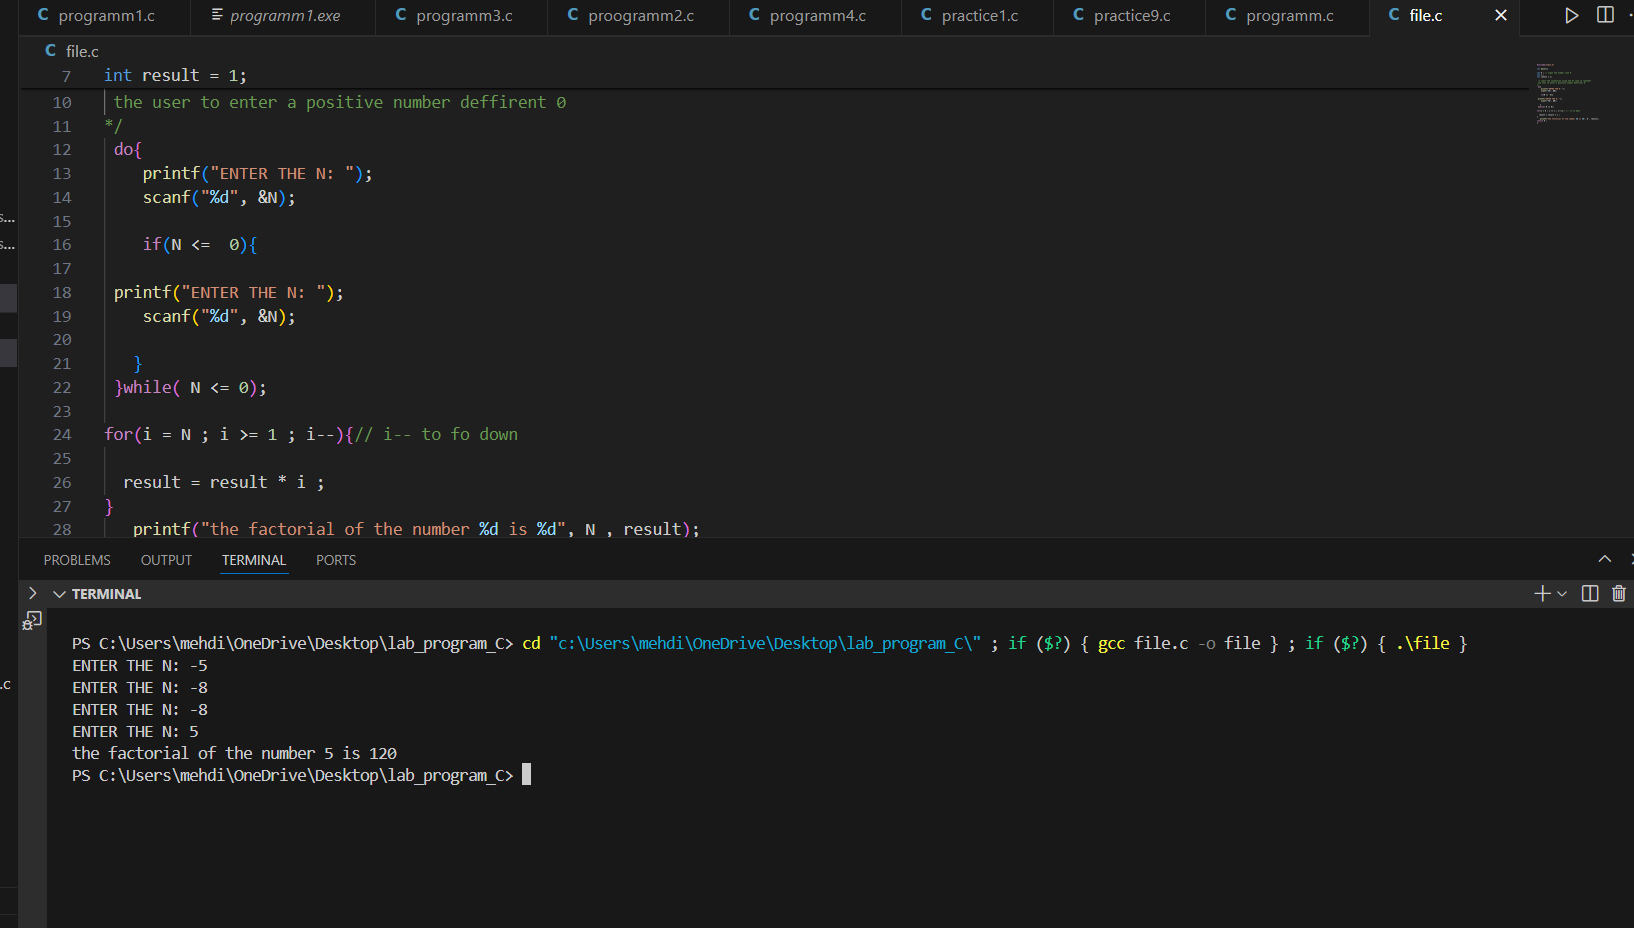 programm1.c programm1.exe programm3.c proogramm2.c programm4.c practice1.c practice9.c programm.c file.c
file.c
7 int result = 1;
10 the user to enter a positive number deffirent 0
11 */
12 do{
13 printf("ENTER THE N: ");
14 scanf("%d", &N);
15
16 if(N <=  0){
17
18 printf("ENTER THE N: ");
19 scanf("%d", &N);
20
21 }
22 }while( N <= 0);
23
24 for(i = N ; i >= 1 ; i--){// i-- to fo down
25
26 result = result * i ;
27 }
28 printf("the factorial of the number %d is %d", N , result);
PROBLEMS OUTPUT TERMINAL PORTS
TERMINAL
PS C:\Users\mehdi\OneDrive\Desktop\lab_program_C> cd "c:\Users\mehdi\OneDrive\Desktop\lab_program_C\" ; if ($?) { gcc file.c -o file } ; if ($?) { .\file }
ENTER THE N: -5
ENTER THE N: -8
ENTER THE N: -8
ENTER THE N: 5
the factorial of the number 5 is 120
PS C:\Users\mehdi\OneDrive\Desktop\lab_program_C>
s...
s...
.c